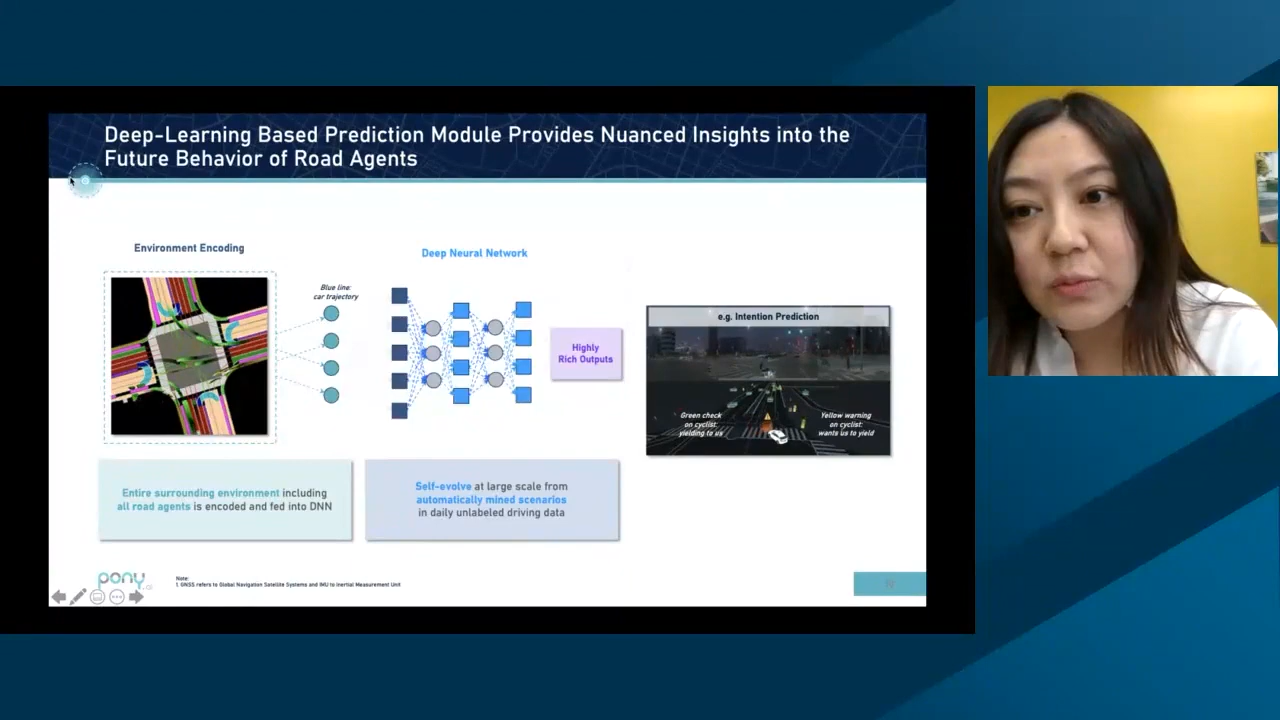 Deep-Learning Based Prediction Module Provides Nuanced Insights into the
Future Behavior of Road Agents
Environment Encoding
Blue line:
car trajectory
Deep Neural Network
Highly
Rich Outputs
e.g. Intention Prediction
Green check
on cyclist:
yielding to us
Yellow warning
on cyclist:
wants us to yield
Entire surrounding environment including
all road agents is encoded and fed into DNN
Self-evolve at large scale from
automatically mined scenarios
in daily unlabeled driving data
pony.ai
Note:
1. GNSS refers to Global Navigation Satellite Systems and IMU to Inertial Measurement Unit